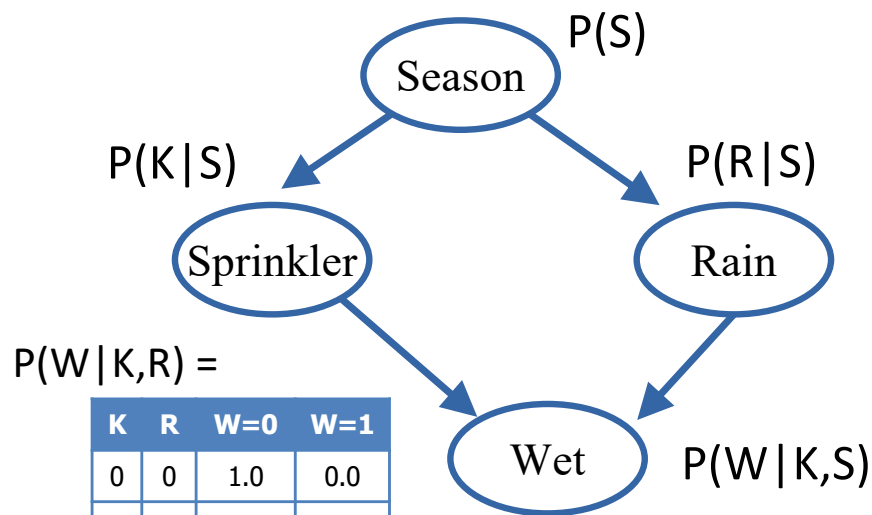 P(S)
Season
P(K|S)
P(R|S)
Sprinkler
Rain
P(W|K,R) =
K R W=0 W=1
0 0 1.0 0.0
Wet
P(W|K,S)